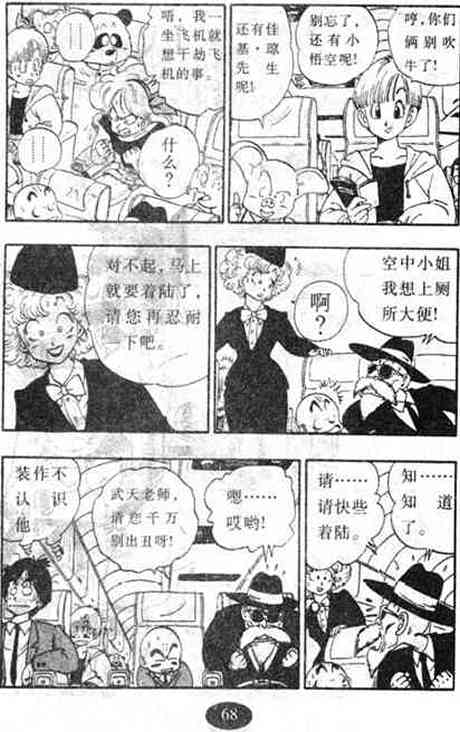 哼，你们
俩别吹
牛了！
别忘了，
还有小
悟空呢！
还有佳
基·琼
先生
呢！
唔，我一
坐飞机就
想干劫飞
机的事。
什么？
……
……
空中小姐
我想上厕
所大便！
啊？
对不起，马上
就要着陆了，
请您再忍耐
一下吧。
知……
知道
了。
请……
请快些
着陆。
嗯……
哎哟！
武天老师，
请您千万
别出丑呀！
装作不
认识
他
68